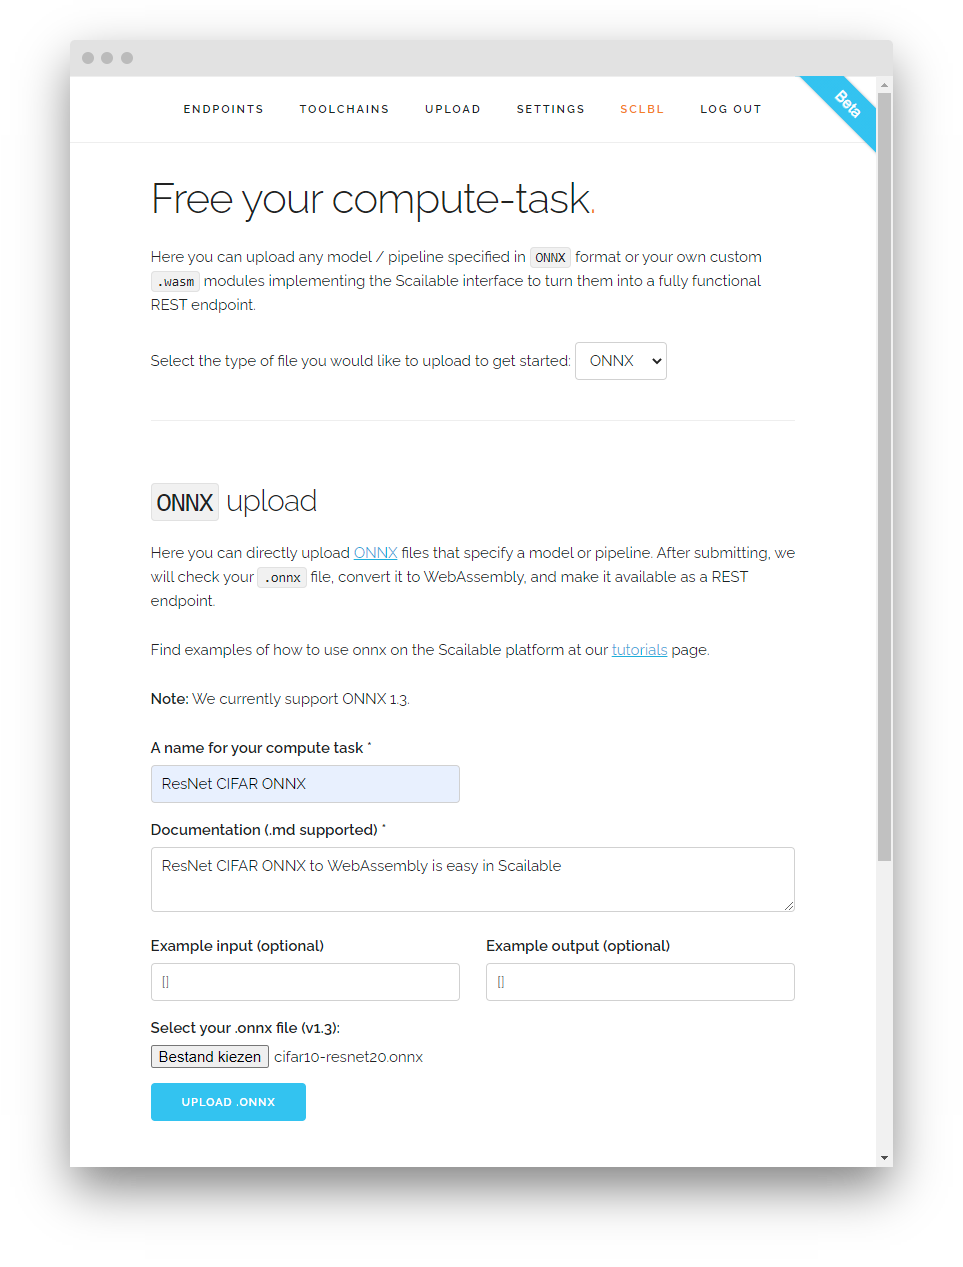 ENDPOINTS TOOLCHAINS UPLOAD SETTINGS SCLBL LOG OUT
Beta
Free your compute-task.
Here you can upload any model / pipeline specified in ONNX format or your own custom
.wasm modules implementing the Scailable interface to turn them into a fully functional
REST endpoint.
Select the type of file you would like to upload to get started: ONNX
ONNX upload
Here you can directly upload ONNX files that specify a model or pipeline. After submitting, we
will check your .onnx file, convert it to WebAssembly, and make it available as a REST
endpoint.
Find examples of how to use onnx on the Scailable platform at our tutorials page.
Note: We currently support ONNX 1.3.
A name for your compute task *
ResNet CIFAR ONNX
Documentation (.md supported) *
ResNet CIFAR ONNX to WebAssembly is easy in Scailable
Example input (optional) Example output (optional)
[] []
Select your .onnx file (v1.3):
Bestand kiezen cifar10-resnet20.onnx
UPLOAD .ONNX